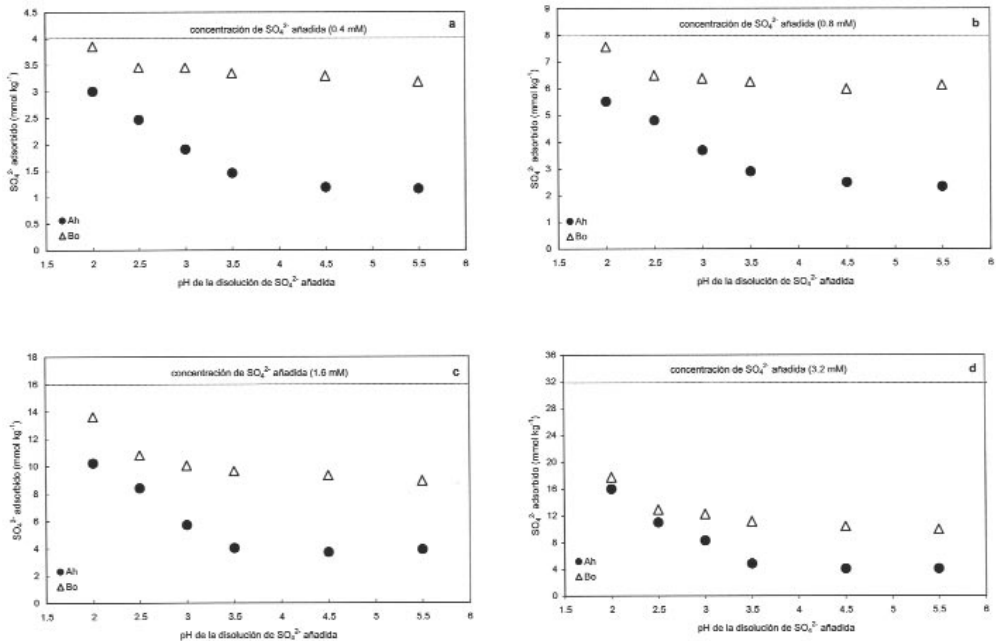 concentración de SO₄²⁻ añadida (0.4 mM)
a
SO₄²⁻ adsorbido (mmol kg⁻¹)
4.5
4
3.5
3
2.5
2
1.5
1
0.5
0
Ah
Bo
1.5 2 2.5 3 3.5 4 4.5 5 5.5 6
pH de la disolución de SO₄²⁻ añadida
concentración de SO₄²⁻ añadida (0.8 mM)
b
SO₄²⁻ adsorbido (mmol kg⁻¹)
9
8
7
6
5
4
3
2
1
0
Ah
Bo
1.5 2 2.5 3 3.5 4 4.5 5 5.5 6
pH de la disolución de SO₄²⁻ añadida
concentración de SO₄²⁻ añadida (1.6 mM)
c
SO₄²⁻ adsorbido (mmol kg⁻¹)
18
16
14
12
10
8
6
4
2
0
Ah
Bo
1.5 2 2.5 3 3.5 4 4.5 5 5.5 6
pH de la disolución de SO₄²⁻ añadida
concentración de SO₄²⁻ añadida (3.2 mM)
d
SO₄²⁻ adsorbido (mmol kg⁻¹)
36
32
28
24
20
16
12
8
4
0
Ah
Bo
1.5 2 2.5 3 3.5 4 4.5 5 5.5 6
pH de la disolución de SO₄²⁻ añadida